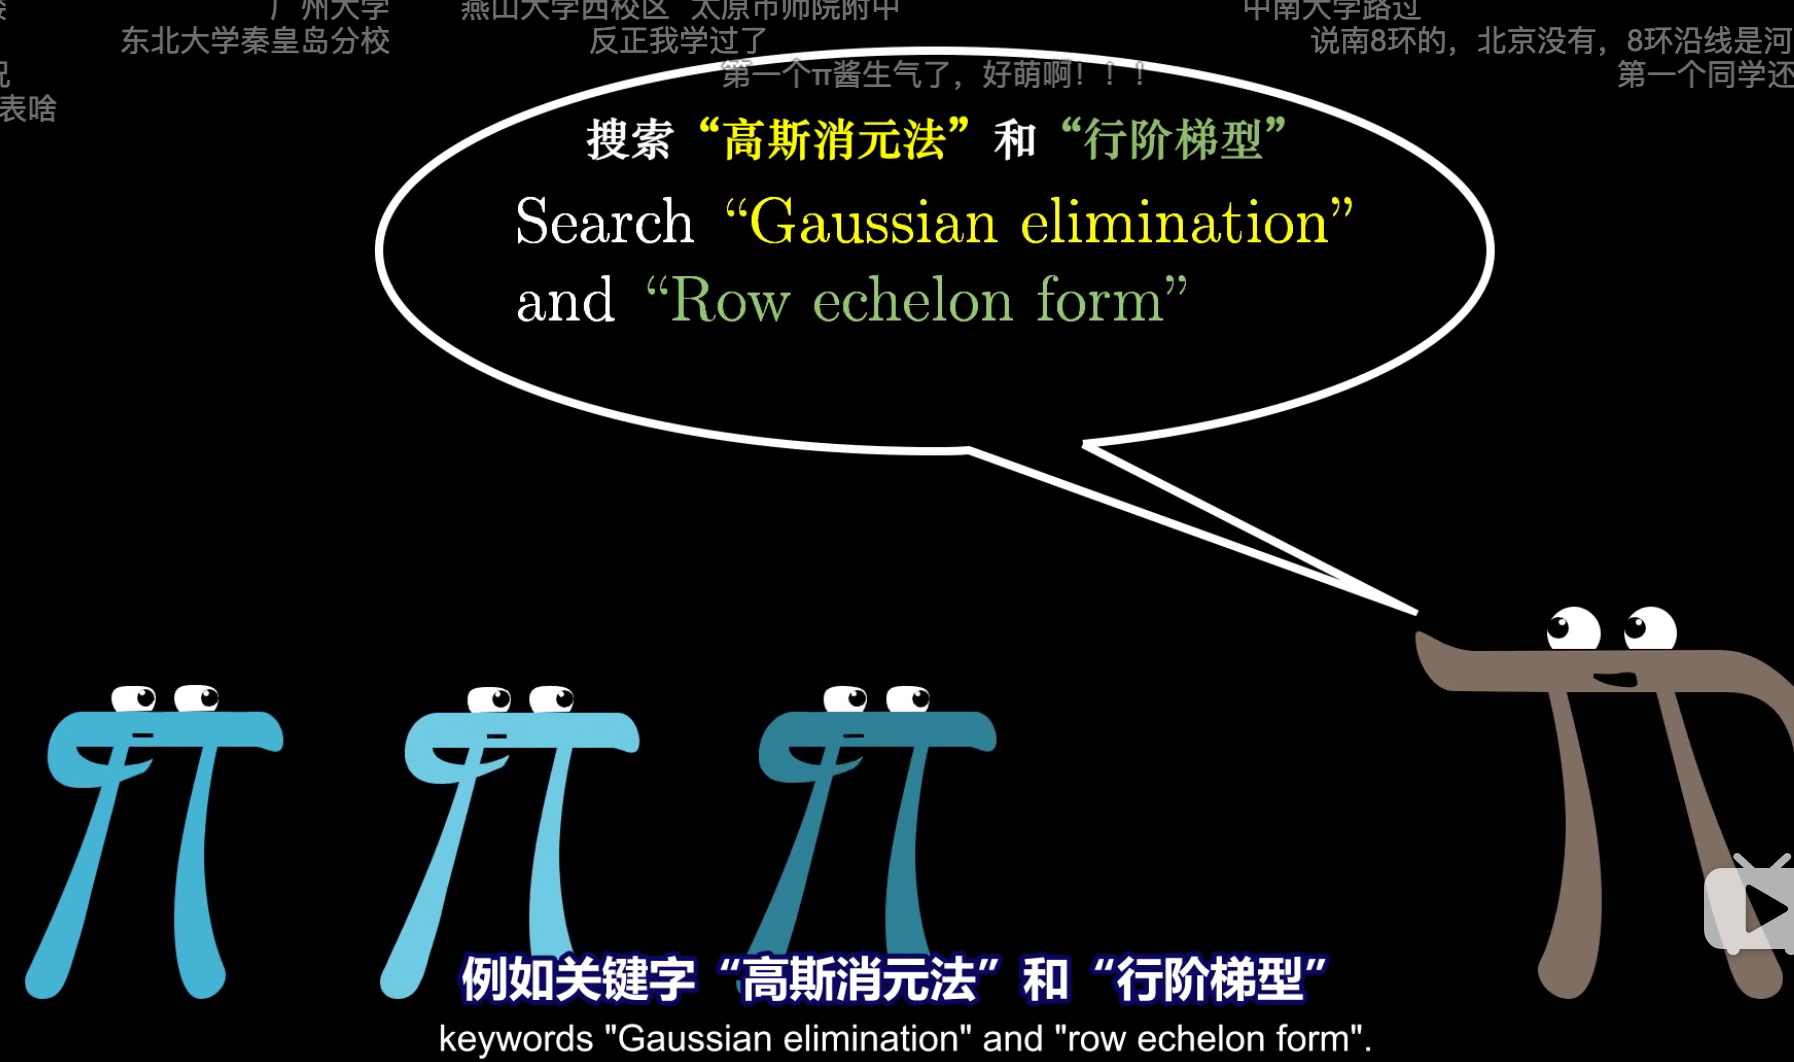 广州大学 燕山大学西校区 太原市师院附中 中南大学路过
东北大学秦皇岛分校 反正我学过了 说南8环的，北京没有，8环沿线是河
第一个π酱生气了，好萌啊！！！ 第一个同学还
表啥
搜索“高斯消元法”和“行阶梯型”
Search “Gaussian elimination”
and “Row echelon form”
例如关键字“高斯消元法”和“行阶梯型”
keywords "Gaussian elimination" and "row echelon form".